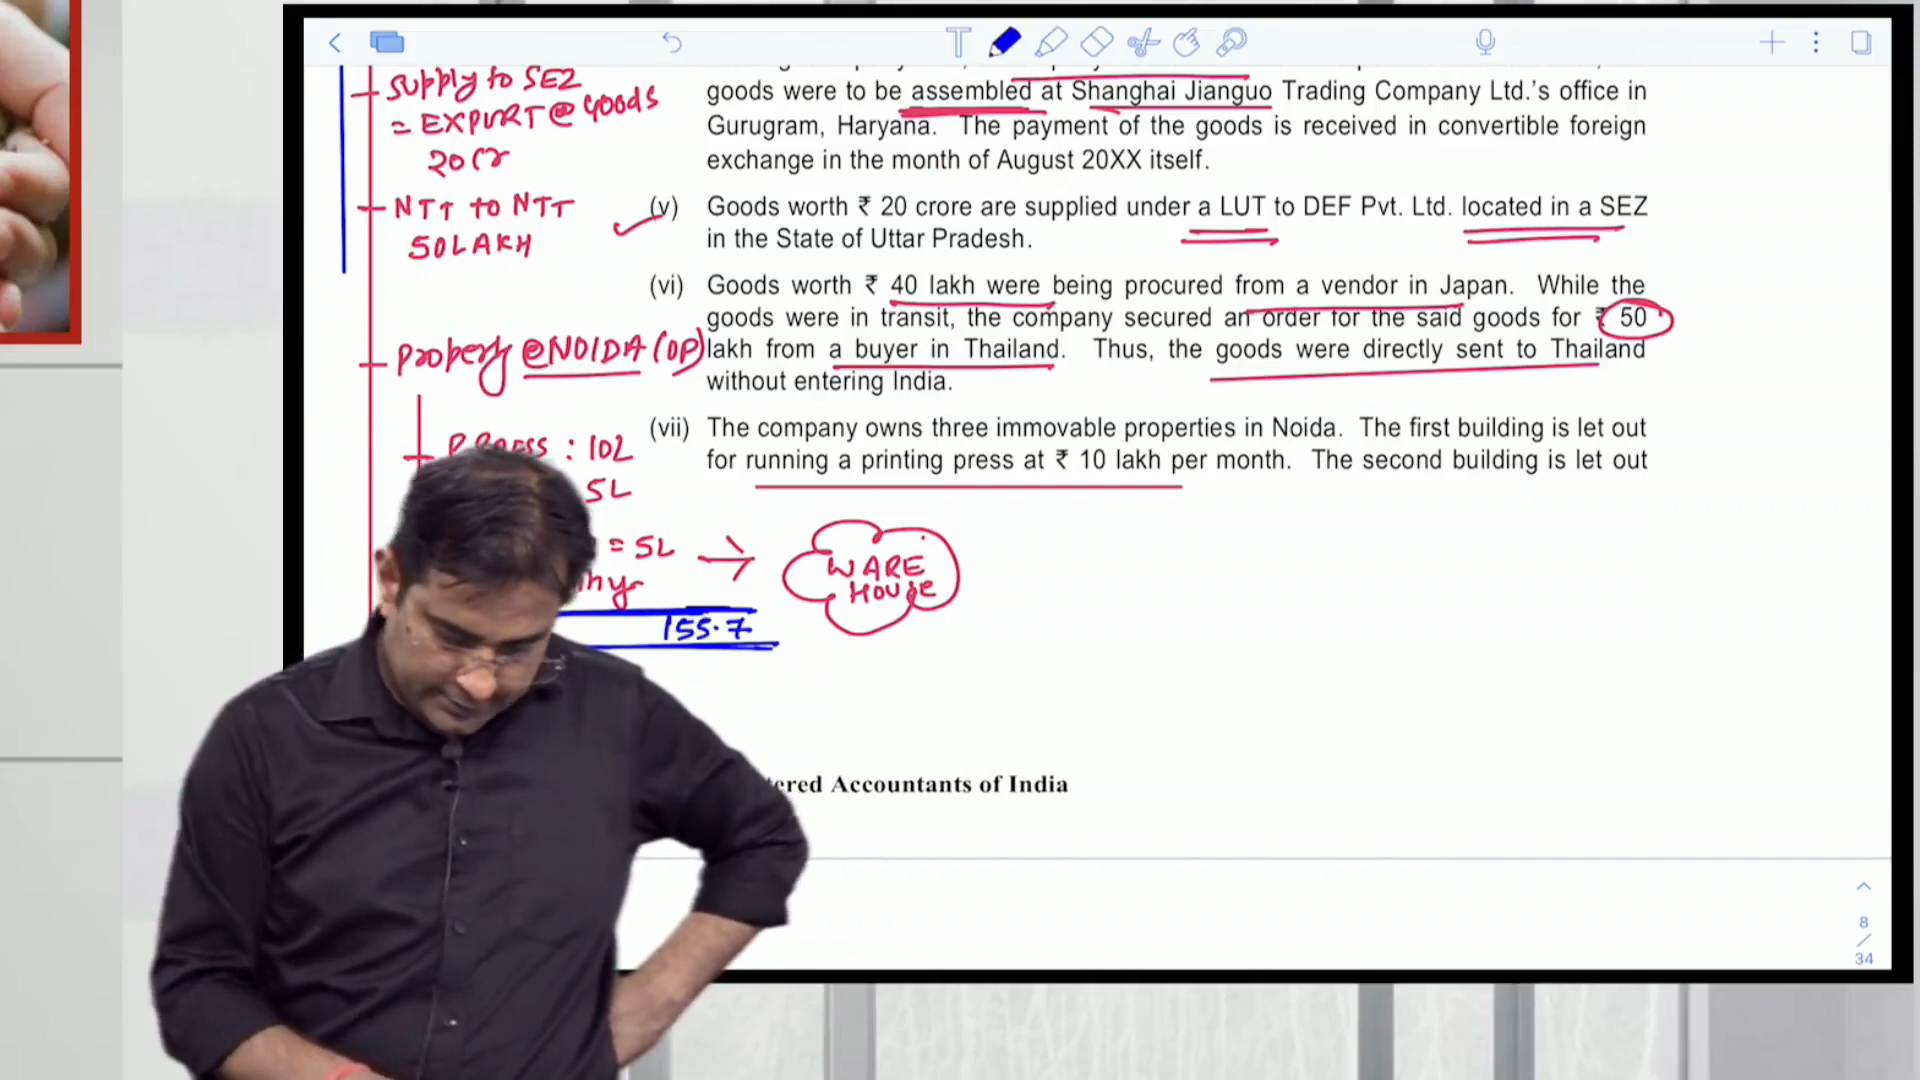 supply to SEZ
= EXPORT @ GOODS
20 Cr
NTT to NTT
50 LAKH
Property @NOIDA (UP)
: 10L
5L
= 5L
WARE
HOUSE
155.7
goods were to be assembled at Shanghai Jianguo Trading Company Ltd.'s office in
Gurugram, Haryana. The payment of the goods is received in convertible foreign
exchange in the month of August 20XX itself.
(v) Goods worth ₹ 20 crore are supplied under a LUT to DEF Pvt. Ltd. located in a SEZ
in the State of Uttar Pradesh.
(vi) Goods worth ₹ 40 lakh were being procured from a vendor in Japan. While the
goods were in transit, the company secured an order for the said goods for ₹ 50
lakh from a buyer in Thailand. Thus, the goods were directly sent to Thailand
without entering India.
(vii) The company owns three immovable properties in Noida. The first building is let out
for running a printing press at ₹ 10 lakh per month. The second building is let out
Accountants of India
8
/
34